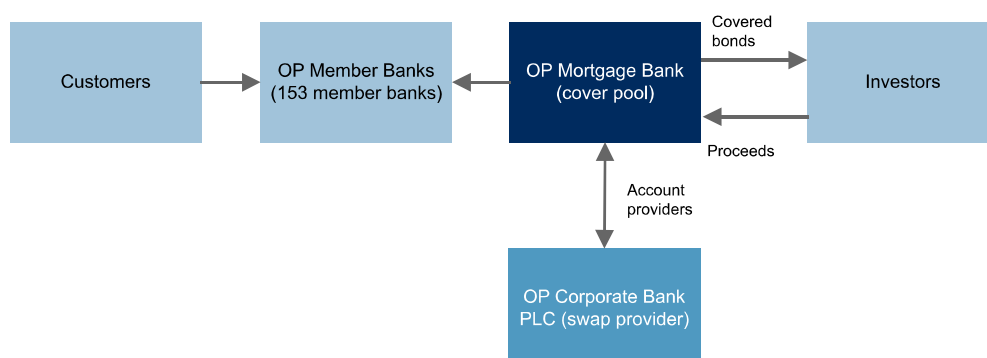 Customers
OP Member Banks
(153 member banks)
OP Mortgage Bank
(cover pool)
Covered
bonds
Investors
Proceeds
Account
providers
OP Corporate Bank
PLC (swap provider)